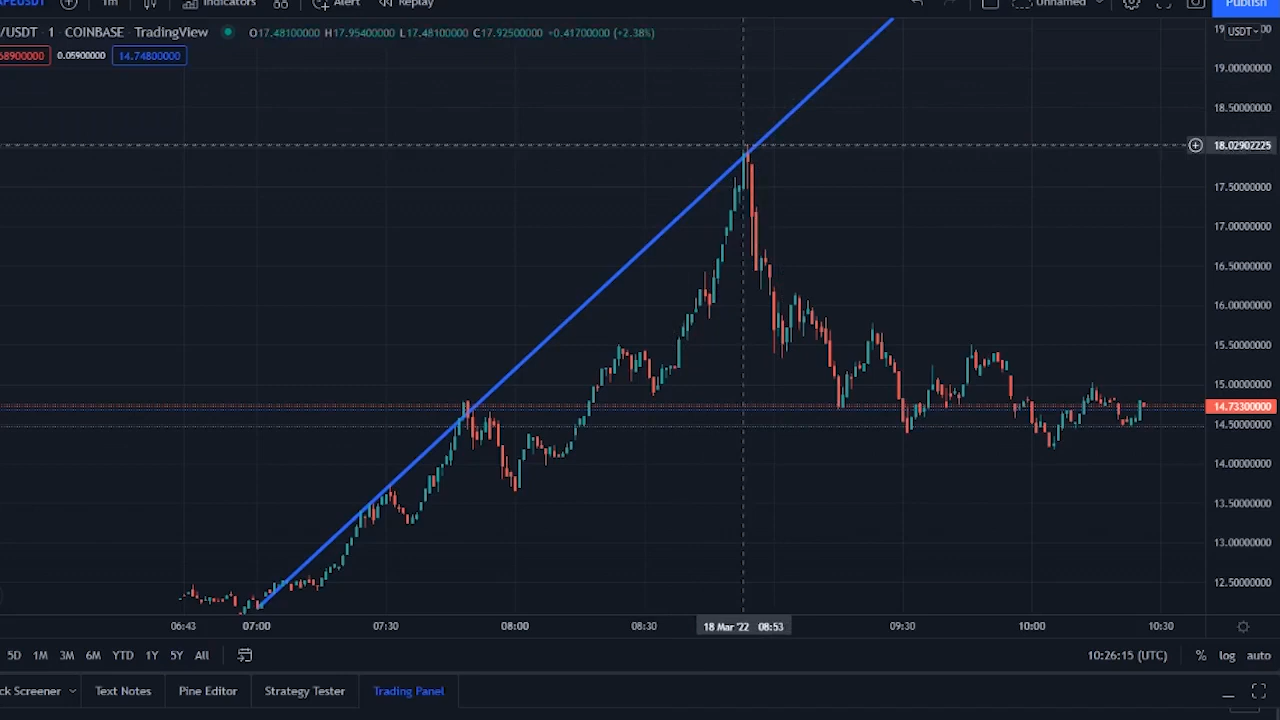 APEUSDT 1m Indicators Alert Replay Unnamed Publish
/USDT · 1 · COINBASE · TradingView O17.48100000 H17.95400000 L17.48100000 C17.92500000 +0.41700000 (+2.38%) USDT
68900000 0.05900000 14.74800000
19.00000000
18.50000000
18.02902225
17.50000000
17.00000000
16.50000000
16.00000000
15.50000000
15.00000000
14.73300000
14.50000000
14.00000000
13.50000000
13.00000000
12.50000000
06:43 07:00 07:30 08:00 08:30 18 Mar '22 08:53 09:30 10:00 10:30
5D 1M 3M 6M YTD 1Y 5Y All 10:26:15 (UTC) % log auto
ck Screener Text Notes Pine Editor Strategy Tester Trading Panel